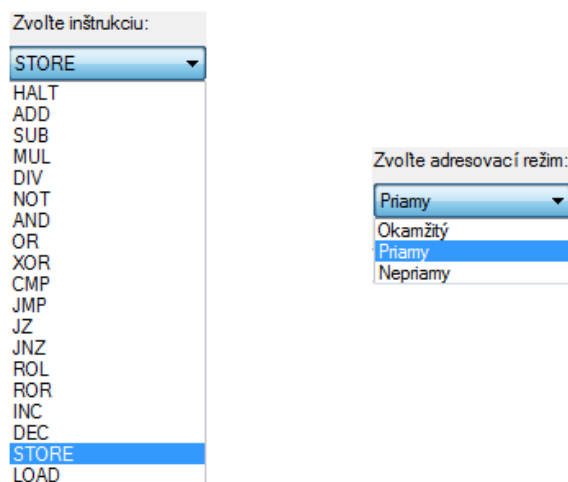 Zvoľte inštrukciu:
STORE
HALT
ADD
SUB
MUL
DIV
NOT
AND
OR
XOR
CMP
JMP
JZ
JNZ
ROL
ROR
INC
DEC
STORE
LOAD
Zvoľte adresovací režim:
Priamy
Okamžitý
Priamy
Nepriamy